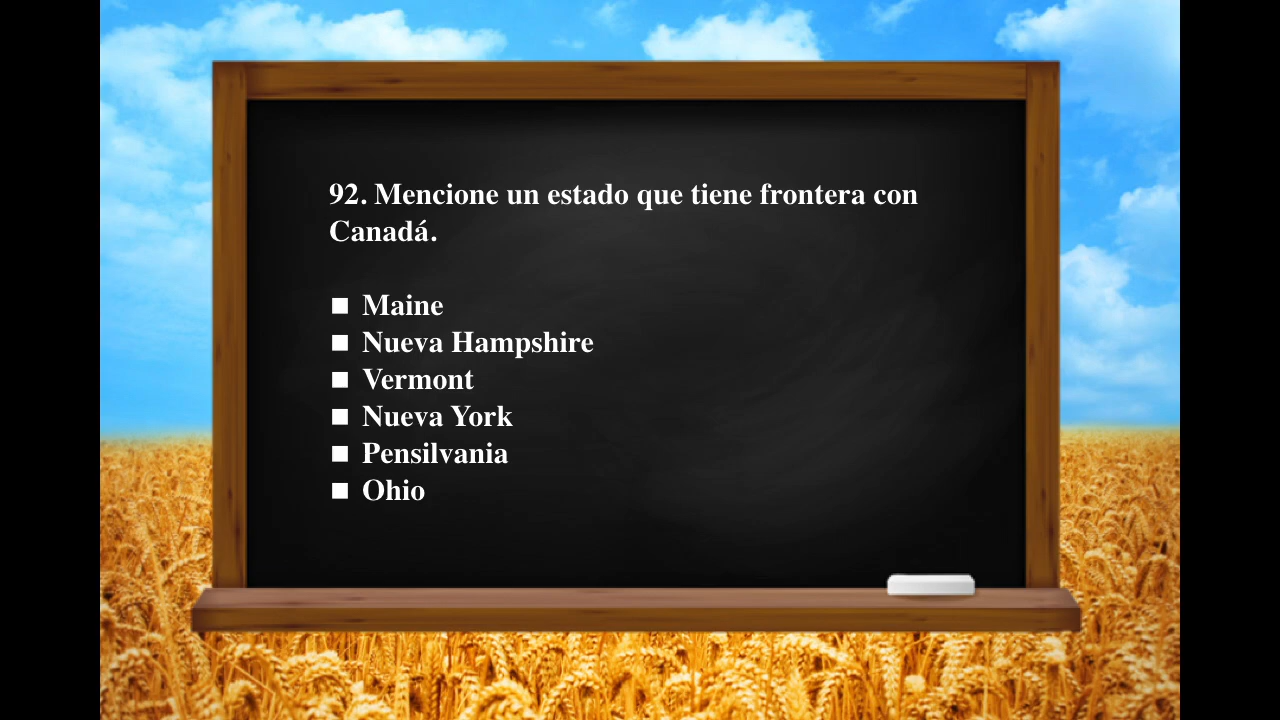 92. Mencione un estado que tiene frontera con
Canadá.
■ Maine
■ Nueva Hampshire
■ Vermont
■ Nueva York
■ Pensilvania
■ Ohio